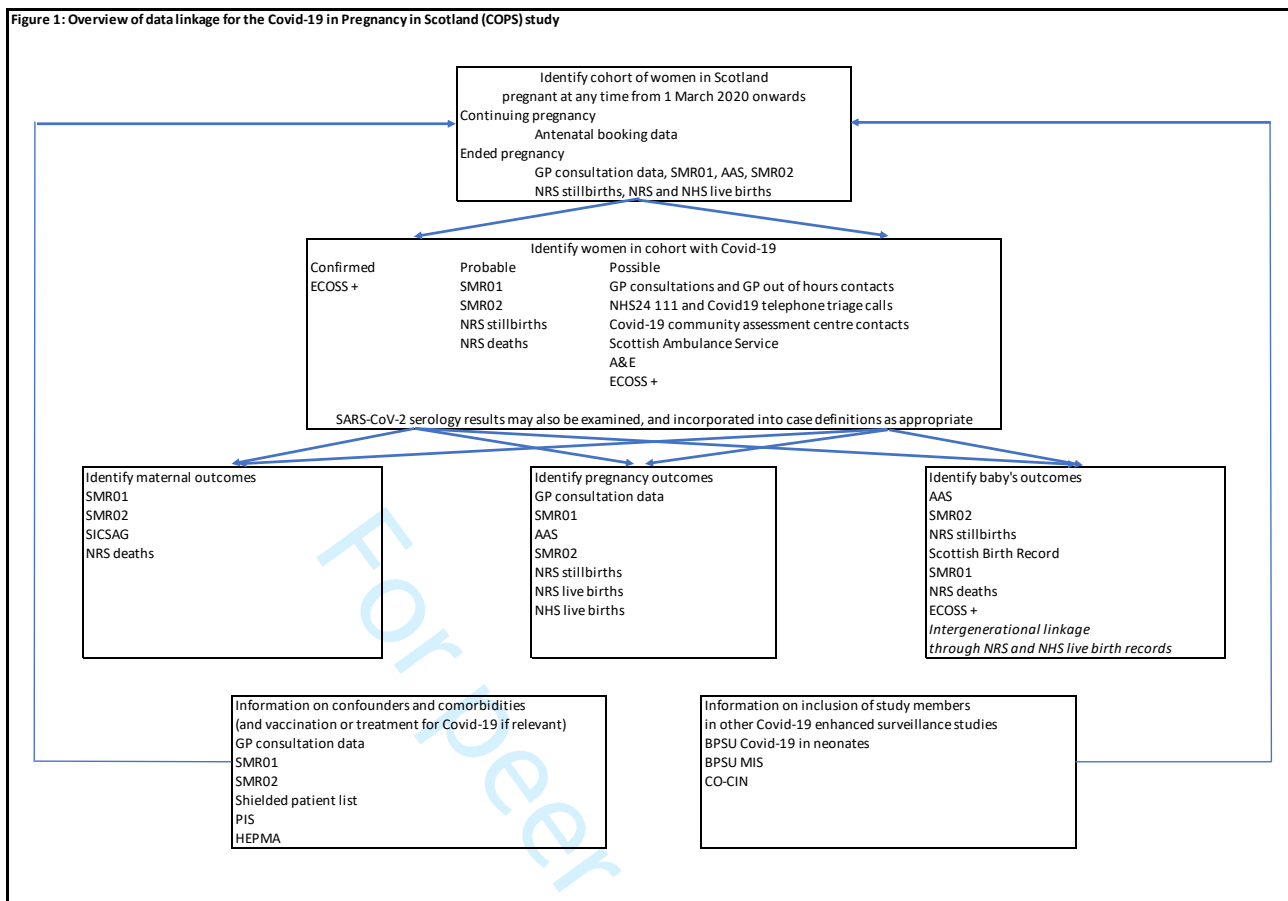 Figure 1: Overview of data linkage for the Covid-19 in Pregnancy in Scotland (COPS) study
Identify cohort of women in Scotland
pregnant at any time from 1 March 2020 onwards
Continuing pregnancy
Antenatal booking data
Ended pregnancy
GP consultation data, SMR01, AAS, SMR02
NRS stillbirths, NRS and NHS live births
Identify women in cohort with Covid-19
Confirmed Probable Possible
ECOSS + SMR01 GP consultations and GP out of hours contacts
SMR02 NHS24 111 and Covid19 telephone triage calls
NRS stillbirths Covid-19 community assessment centre contacts
NRS deaths Scottish Ambulance Service
A&E
ECOSS +
SARS-CoV-2 serology results may also be examined, and incorporated into case definitions as appropriate
Identify maternal outcomes
SMR01
SMR02
SICSAG
NRS deaths
Identify pregnancy outcomes
GP consultation data
SMR01
AAS
SMR02
NRS stillbirths
NRS live births
NHS live births
Identify baby's outcomes
AAS
SMR02
NRS stillbirths
Scottish Birth Record
SMR01
NRS deaths
ECOSS +
Intergenerational linkage
through NRS and NHS live birth records
Information on confounders and comorbidities
(and vaccination or treatment for Covid-19 if relevant)
GP consultation data
SMR01
SMR02
Shielded patient list
PIS
HEPMA
Information on inclusion of study members
in other Covid-19 enhanced surveillance studies
BPSU Covid-19 in neonates
BPSU MIS
CO-CIN
For peer